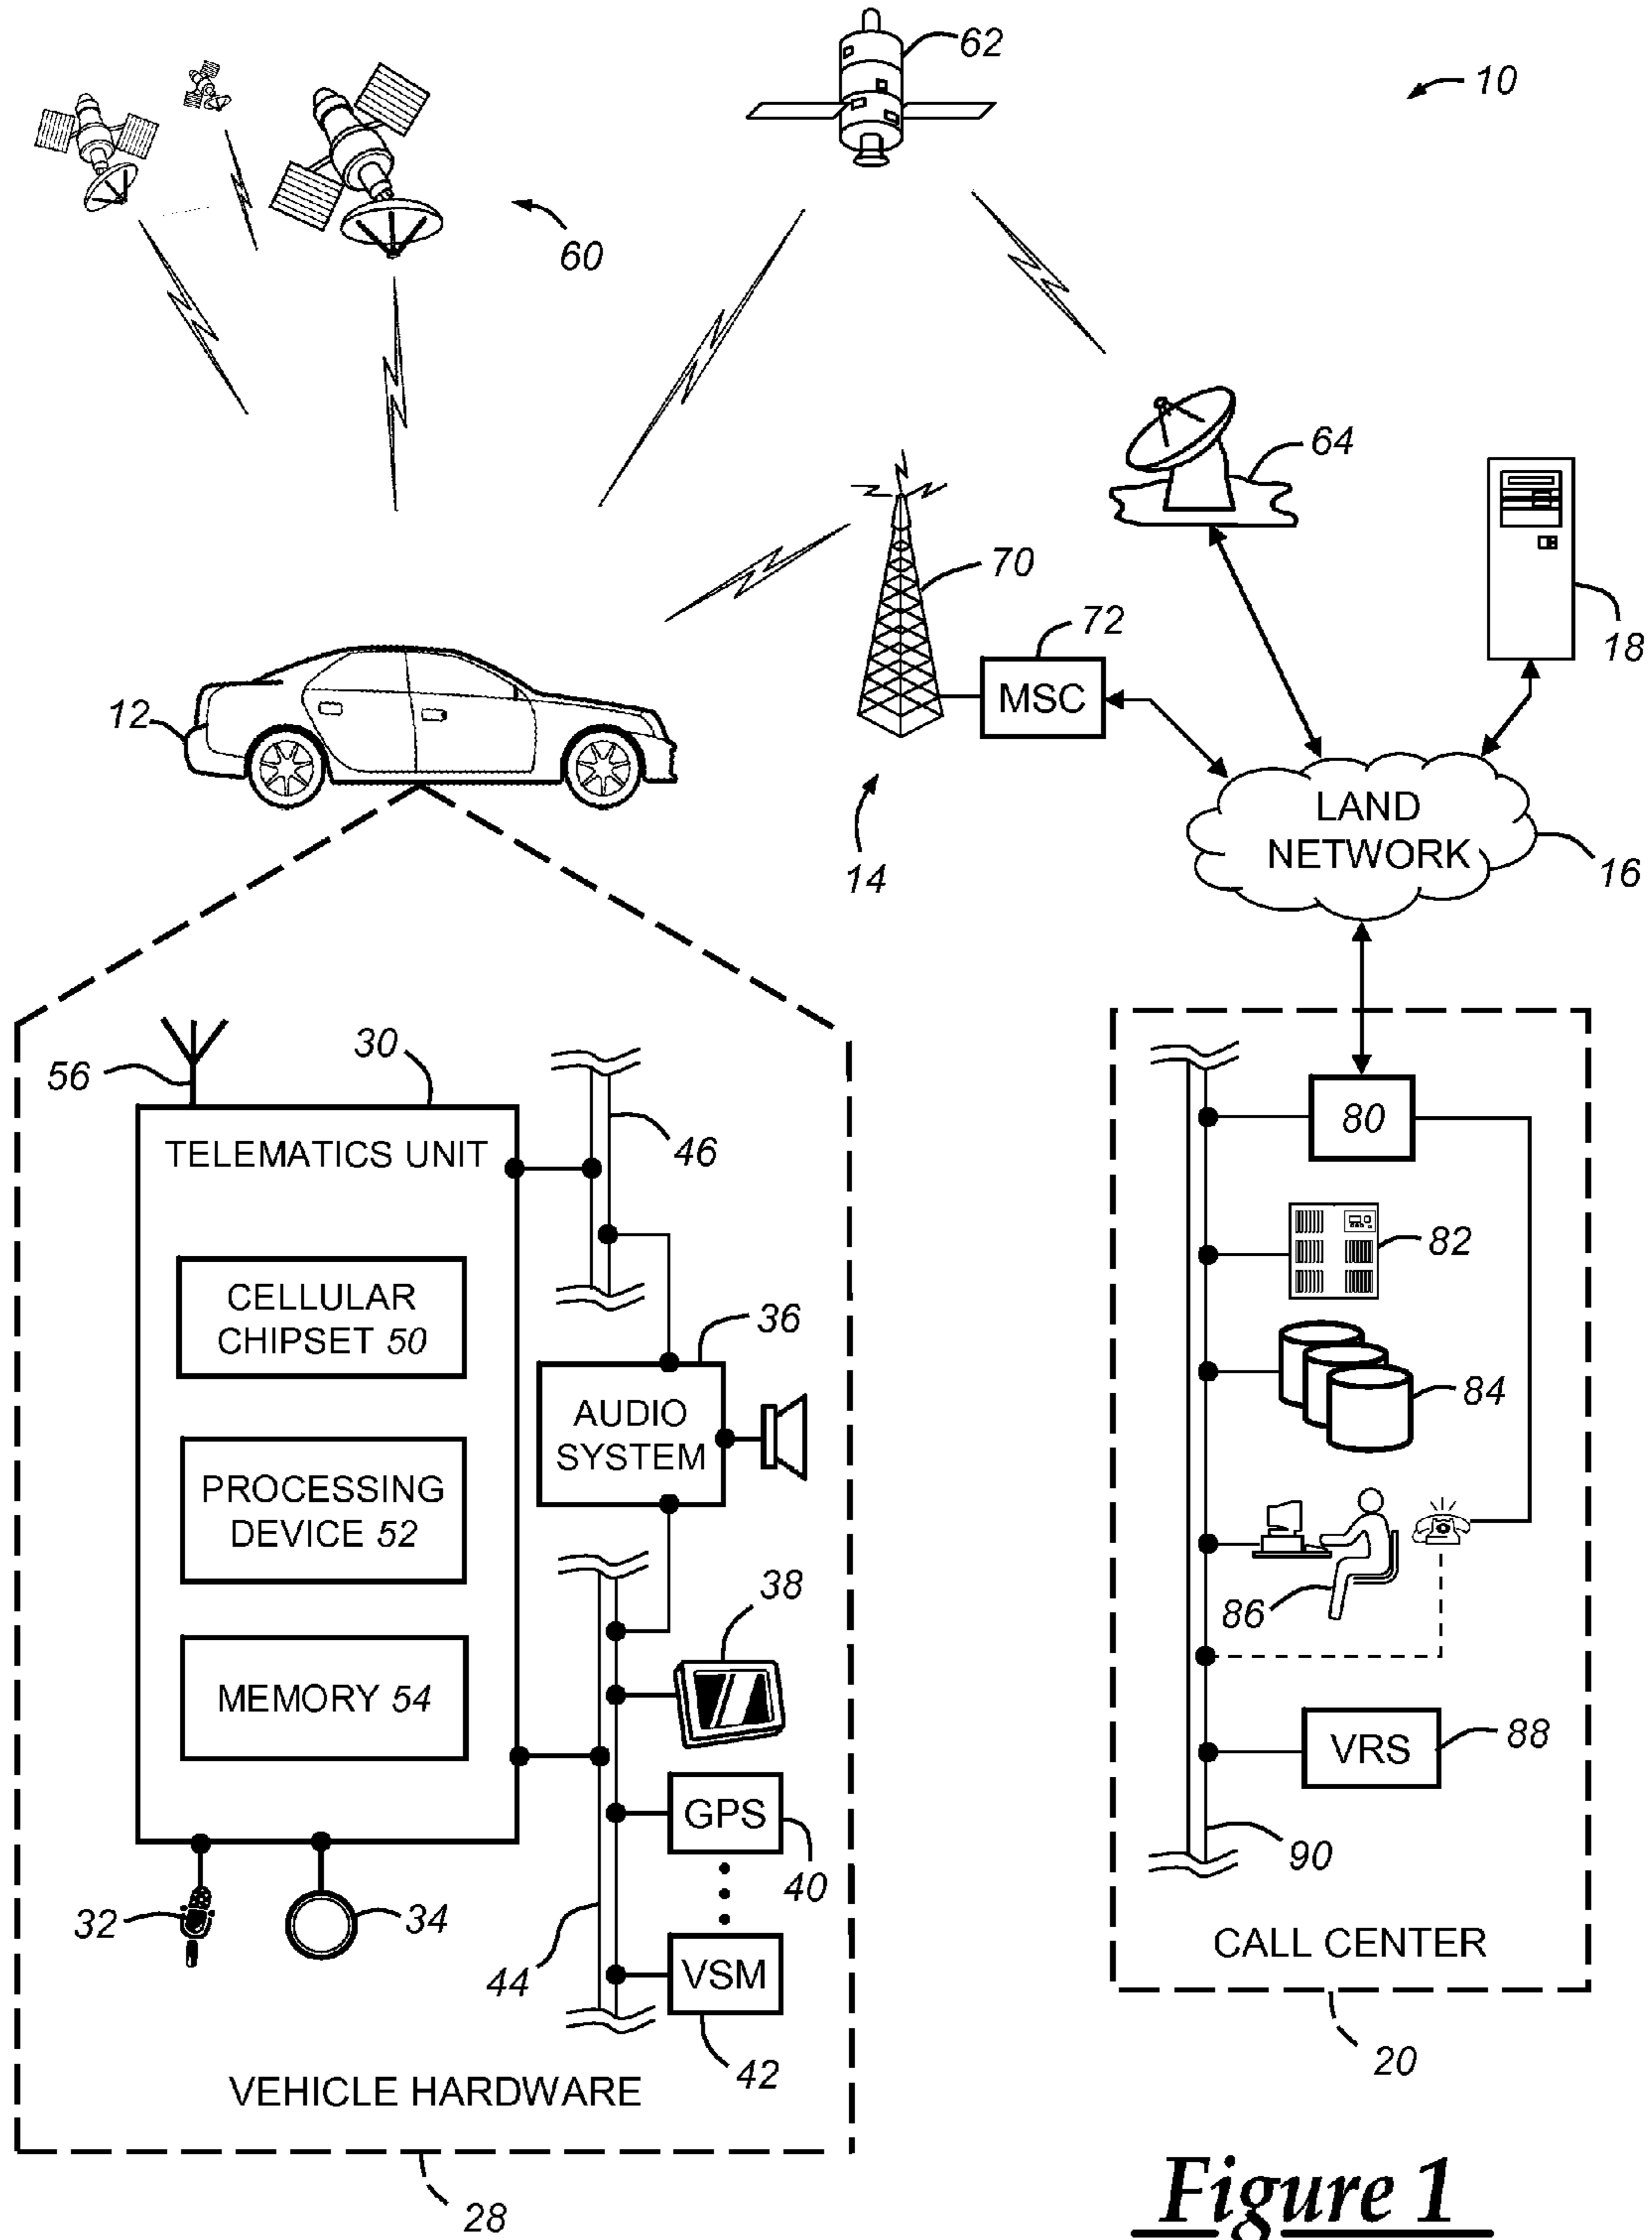 62
10
60
64
70
18
72
MSC
12
LAND
NETWORK
14
16
56
30
TELEMATICS UNIT
46
CELLULAR
CHIPSET 50
36
AUDIO
SYSTEM
PROCESSING
DEVICE 52
38
MEMORY 54
GPS
40
32
34
44
VSM
42
VEHICLE HARDWARE
28
80
82
84
86
VRS
88
90
CALL CENTER
20
Figure 1